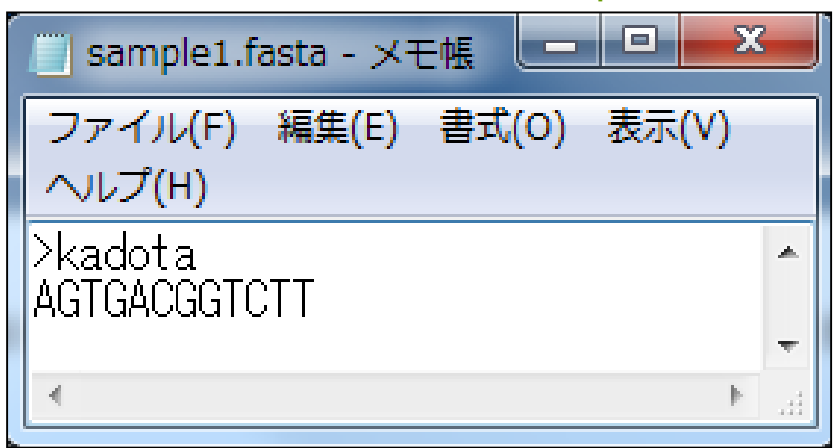 sample1.fasta - メモ帳
ファイル(F) 編集(E) 書式(O) 表示(V)
ヘルプ(H)
>kadota
AGTGACGGTCTT